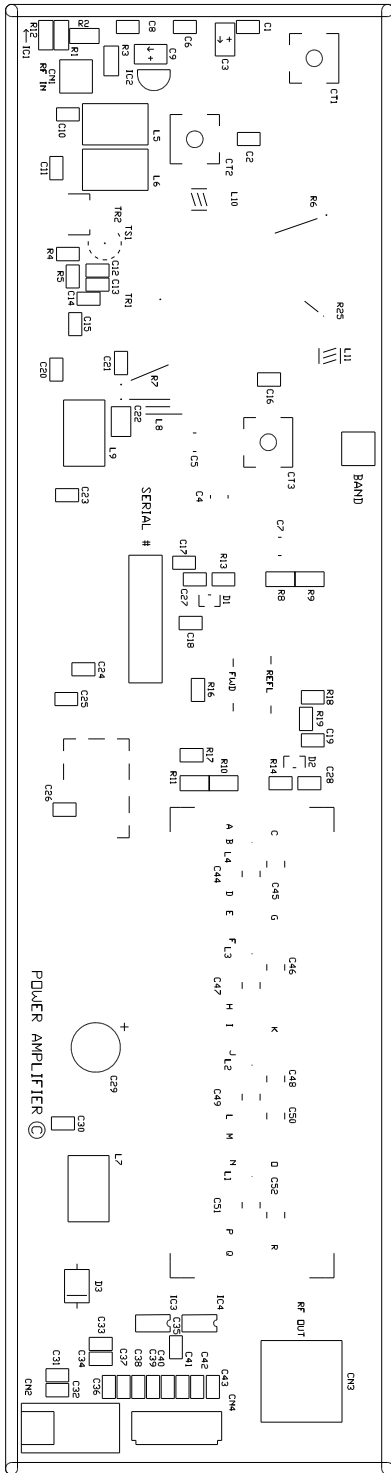 R12
R2
R1
IC1
C8
C6
C1
R3
C9
C3
IC2
CN1
RF IN
CT1
C10
L5
C2
CT2
C11
L6
L10
R6
TR2
TS1
R4
R5
C12
C13
C14
TR1
R25
C15
C20
C21
R7
L11
C16
C22
L8
L9
C5
CT3
BAND
C23
SERIAL #
C4
C7
C17
R13
R8
R9
C27
D1
C18
FWD
REFL
C24
C25
R16
R18
R19
C19
R17
D2
R11
R10
R14
C28
C26
A
B
L4
C
C44
D
C45
E
G
F
L3
C46
C47
H
I
K
J
L2
C48
C49
C50
L
M
N
L1
O
C52
C51
P
Q
R
POWER AMPLIFIER ©
+
C29
C30
L7
D3
IC3
IC4
RF OUT
C33
C35
C34
C37
C38
C39
C40
C41
C42
C43
C31
C32
C36
CN2
CN4
CN3